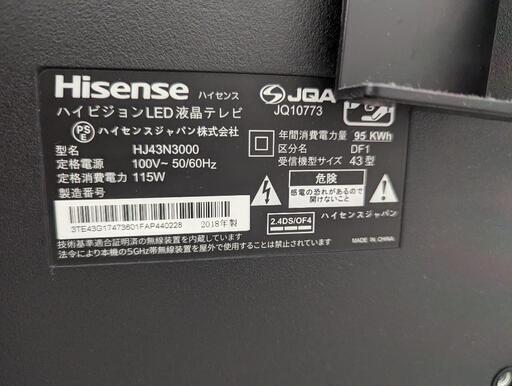 Hisense ハイセンス
JQA
JQ10773
ハイビジョンLED液晶テレビ
PS E ハイセンスジャパン株式会社
型名 HJ43N3000
定格電源 100V~ 50/60Hz
定格消費電力 115W
製造番号
3TE43G17473601FAP440228
2018年製
年間消費電力量 95 KWh
区分名 DF1
受信機型サイズ 43型
危険
感電の恐れがあるので
開けないこと
2.4DS/OF4
ハイセンスジャパン
技術基準適合証明済の無線装置を内蔵しています
法令により本機の5GHz帯無線装置を屋外で使用することは禁止されています
MADE IN CHINA